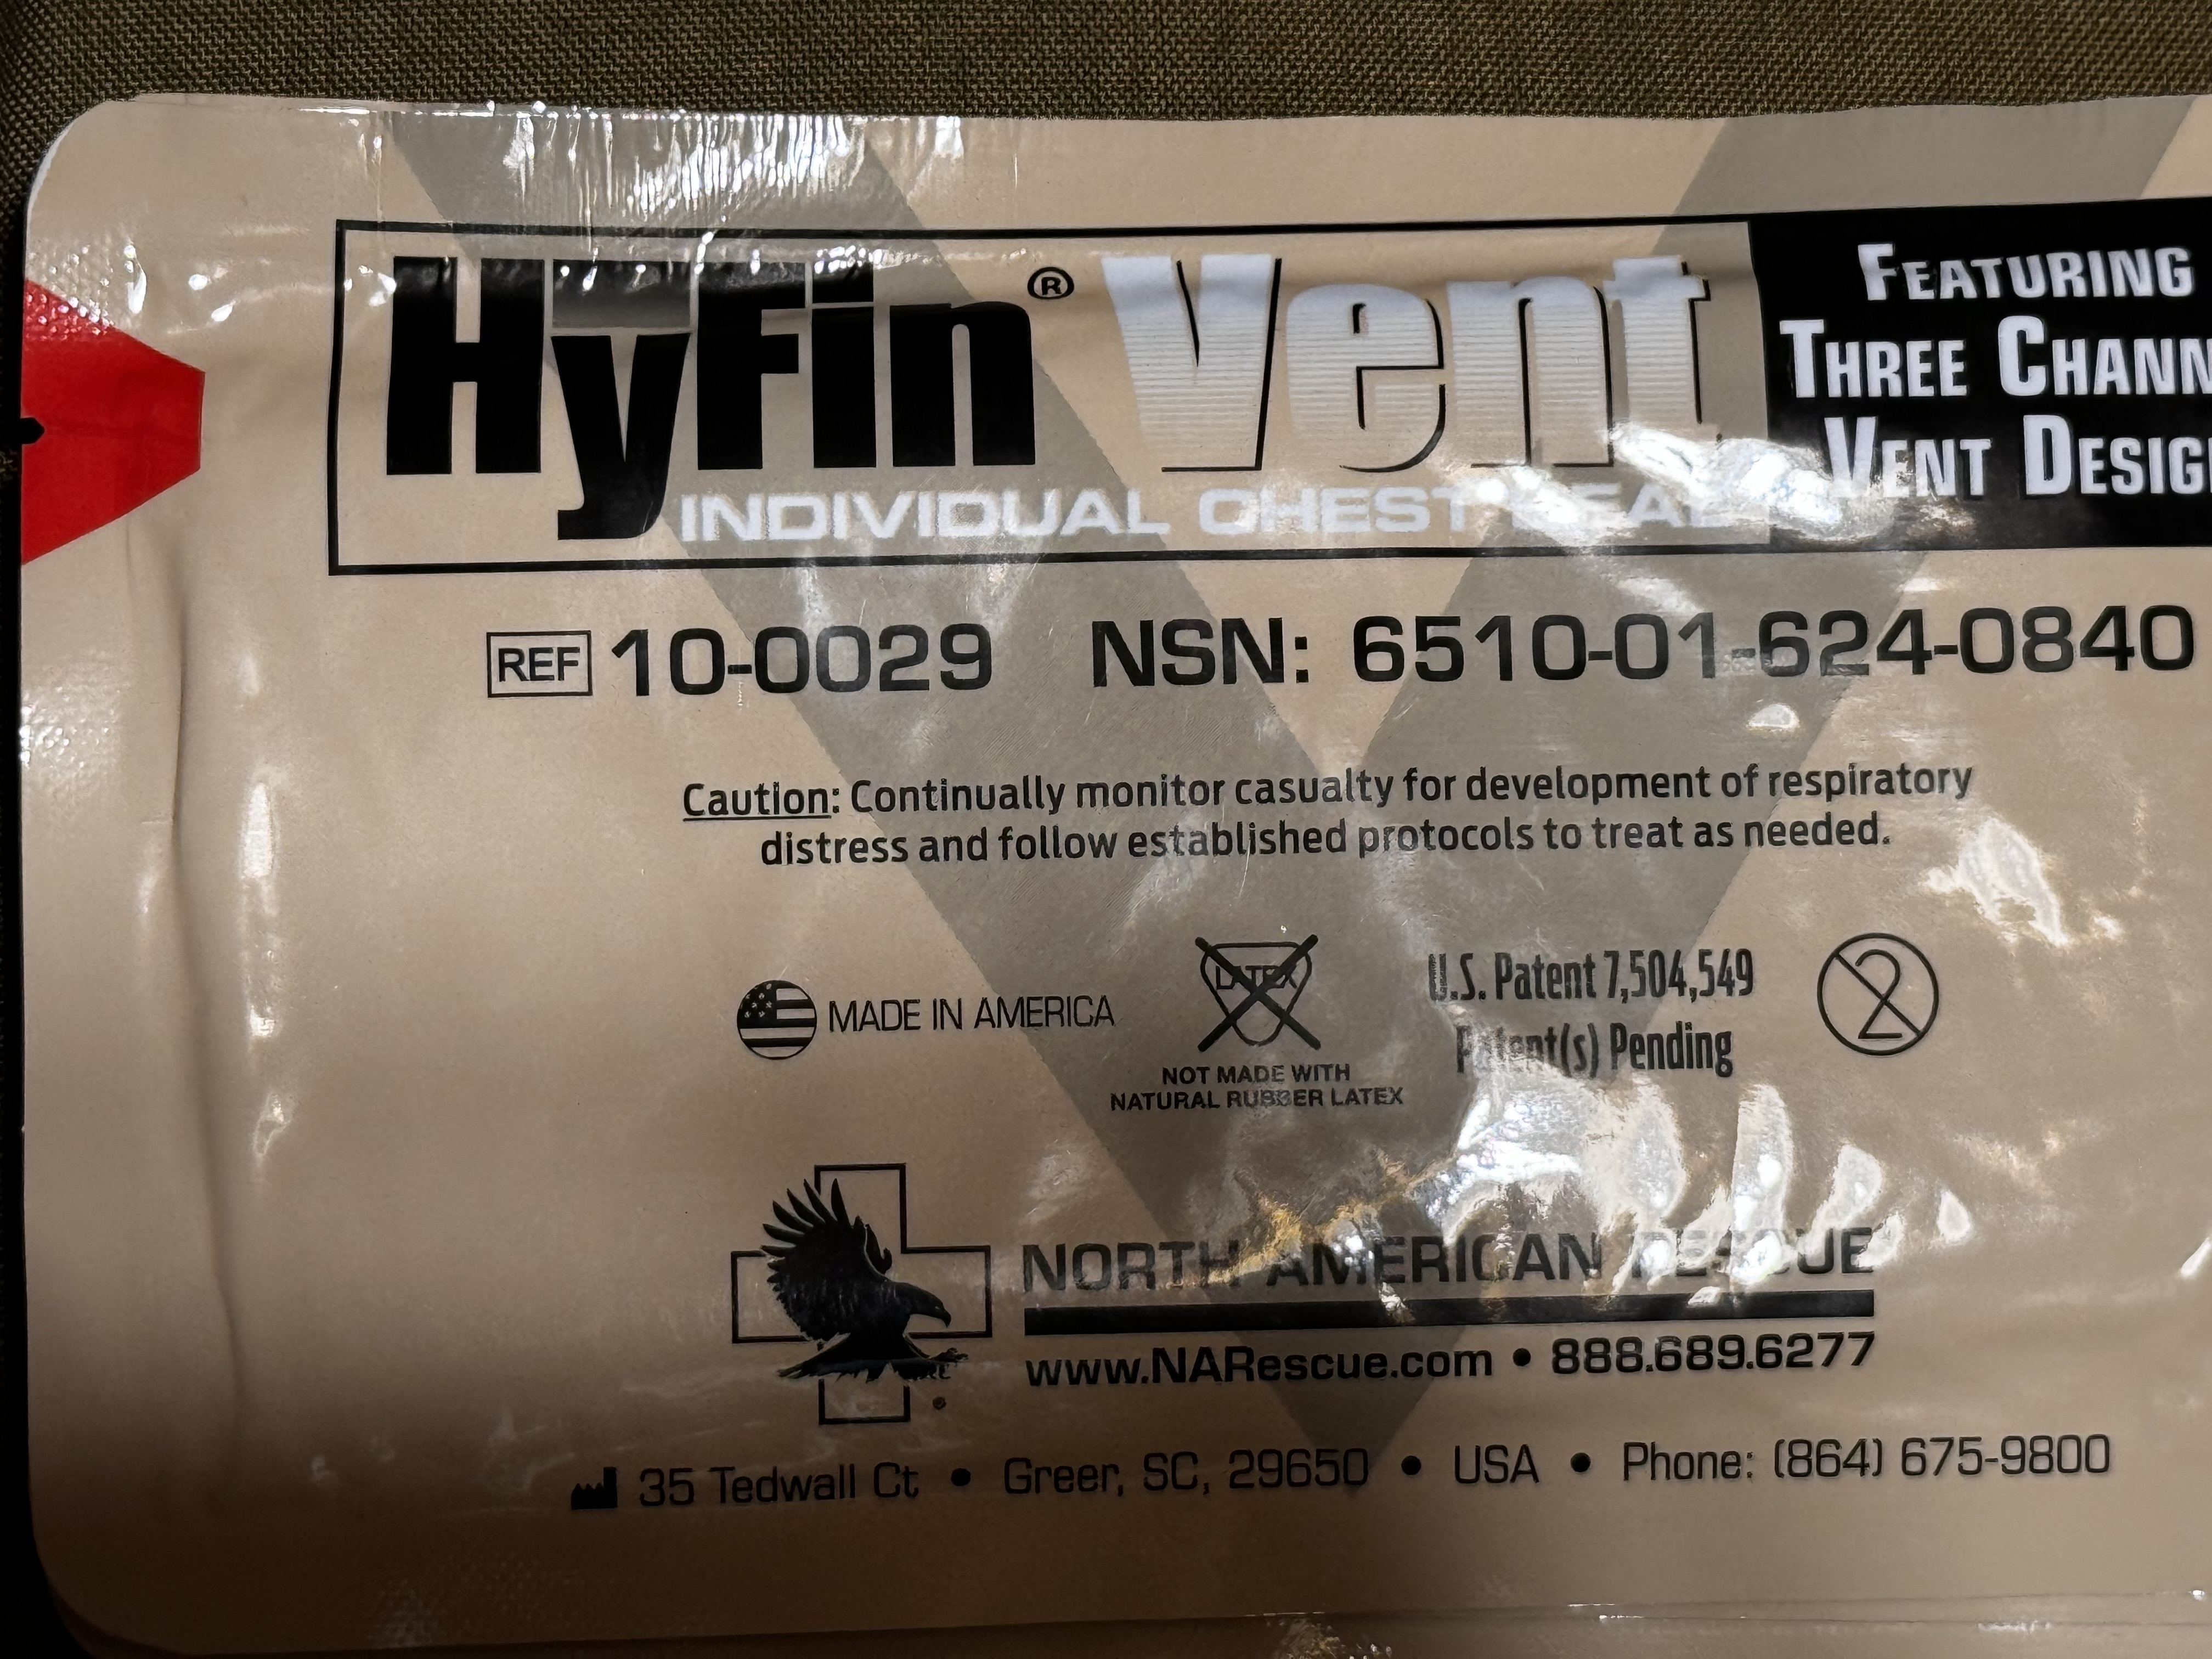 HyFin® Vent
INDIVIDUAL CHEST SEAL
FEATURING
THREE CHANN
VENT DESIG
REF 10-0029 NSN: 6510-01-624-0840
Caution: Continually monitor casualty for development of respiratory
distress and follow established protocols to treat as needed.
MADE IN AMERICA
LATEX
NOT MADE WITH
NATURAL RUBBER LATEX
U.S. Patent 7,504,549
Patent(s) Pending
2
NORTH AMERICAN RESCUE
www.NARescue.com • 888.689.6277
35 Tedwall Ct • Greer, SC, 29650 • USA • Phone: (864) 675-9800